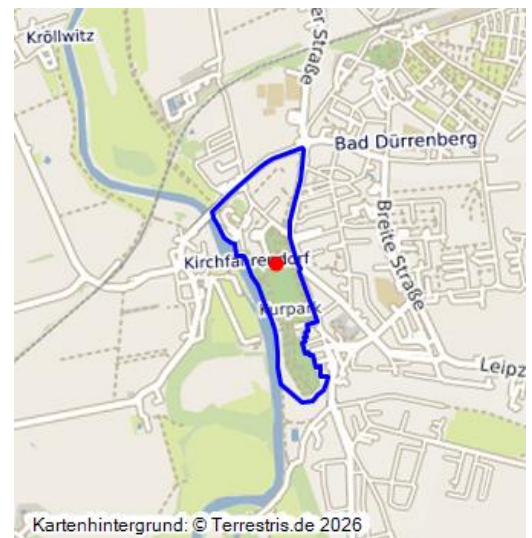 Kröllwitz
er Straße
Bad Dürrenberg
Breite Straße
Kirchfährendorf
Kurpark
Leipz
Kartenhintergrund: © Terrestris.de 2026